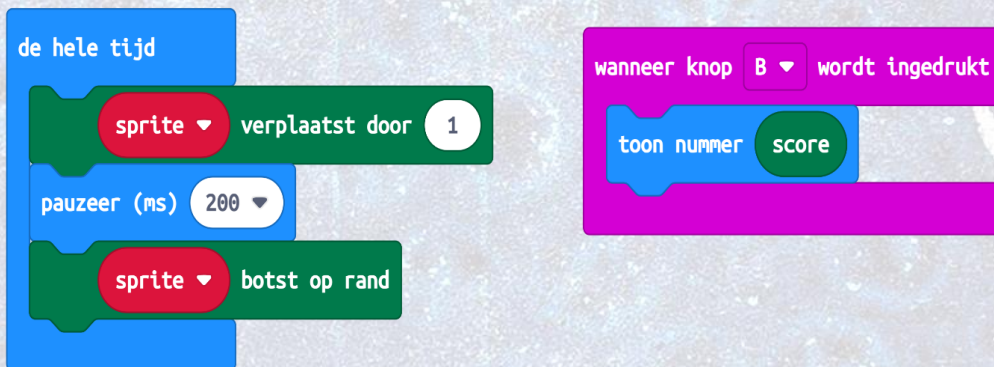 de hele tijd
sprite verplaatst door 1
pauzeer (ms) 200
sprite botst op rand
wanneer knop B wordt ingedrukt
toon nummer score